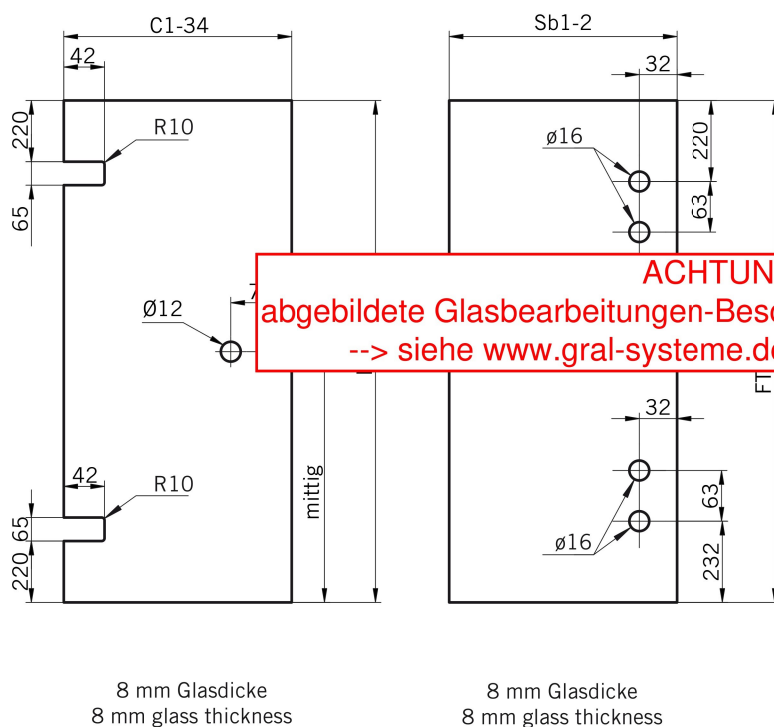 C1-34
Sb1-2
42
32
220
R10
65
ø16
220
63
ACHTUN
abgebildete Glasbearbeitungen-Besc
--> siehe www.gral-systeme.de
Ø12
FT
32
42
R10
65
220
mittig
ø16
63
232
8 mm Glasdicke
8 mm glass thickness
8 mm Glasdicke
8 mm glass thickness